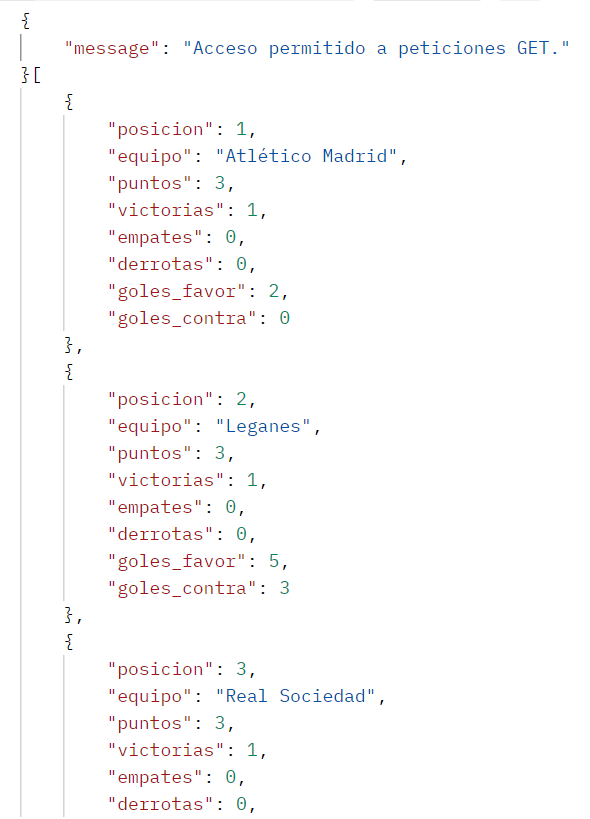 {
    "message": "Acceso permitido a peticiones GET."
}[
    {
        "posicion": 1,
        "equipo": "Atlético Madrid",
        "puntos": 3,
        "victorias": 1,
        "empates": 0,
        "derrotas": 0,
        "goles_favor": 2,
        "goles_contra": 0
    },
    {
        "posicion": 2,
        "equipo": "Leganes",
        "puntos": 3,
        "victorias": 1,
        "empates": 0,
        "derrotas": 0,
        "goles_favor": 5,
        "goles_contra": 3
    },
    {
        "posicion": 3,
        "equipo": "Real Sociedad",
        "puntos": 3,
        "victorias": 1,
        "empates": 0,
        "derrotas": 0,